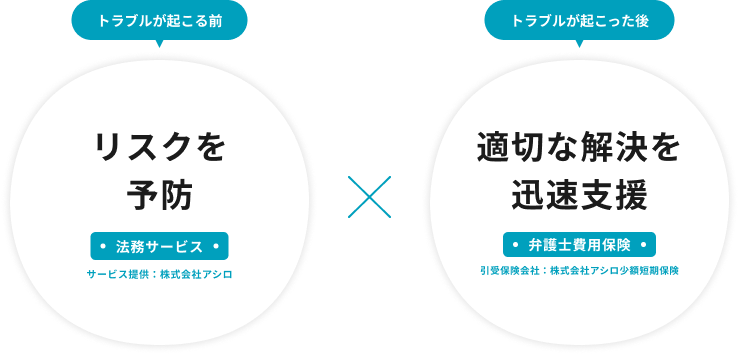 トラブルが起こる前
リスクを
予防
法務サービス
サービス提供：株式会社アシロ
トラブルが起こった後
適切な解決を
迅速支援
弁護士費用保険
引受保険会社：株式会社アシロ少額短期保険